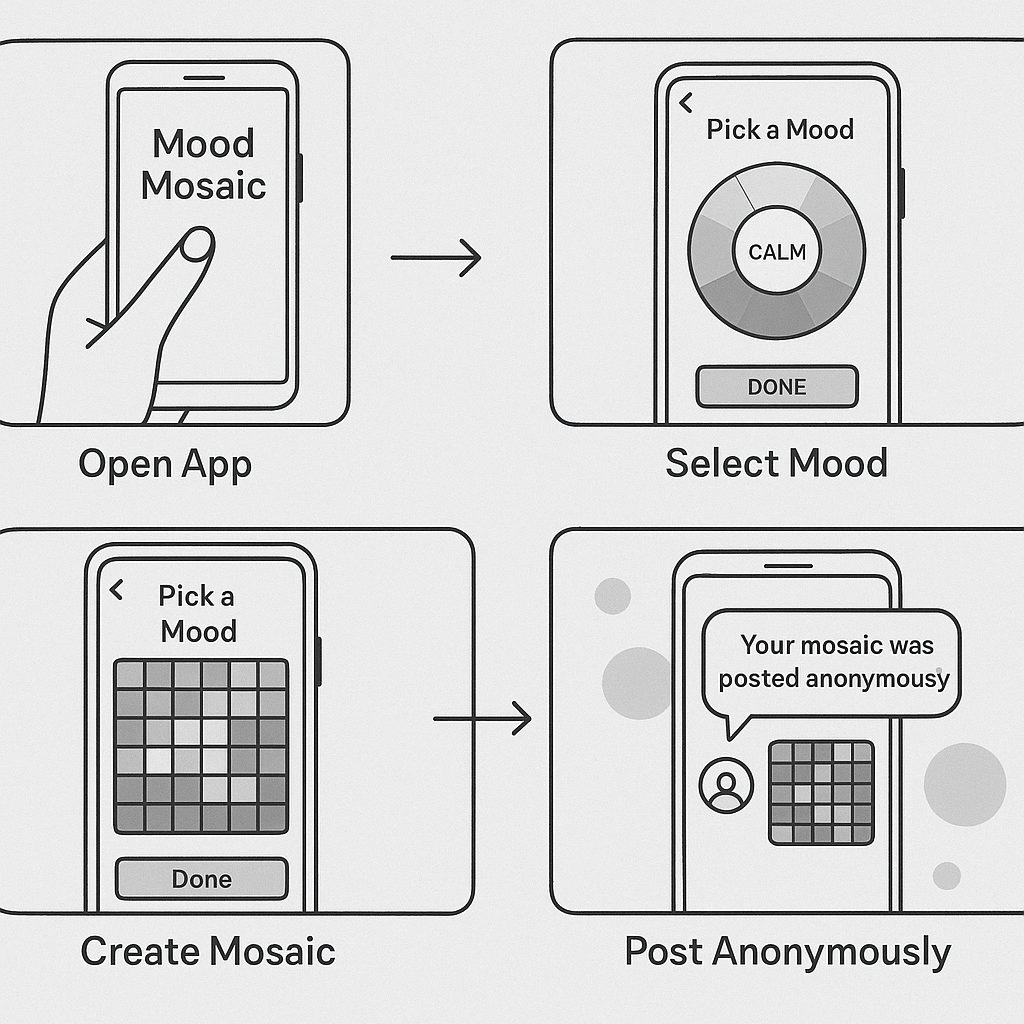 Mood
Mosaic
Open App
Pick a Mood
CALM
DONE
Select Mood
Pick a
Mood
Done
Create Mosaic
Your mosaic was
posted anonymousy
Post Anonymously